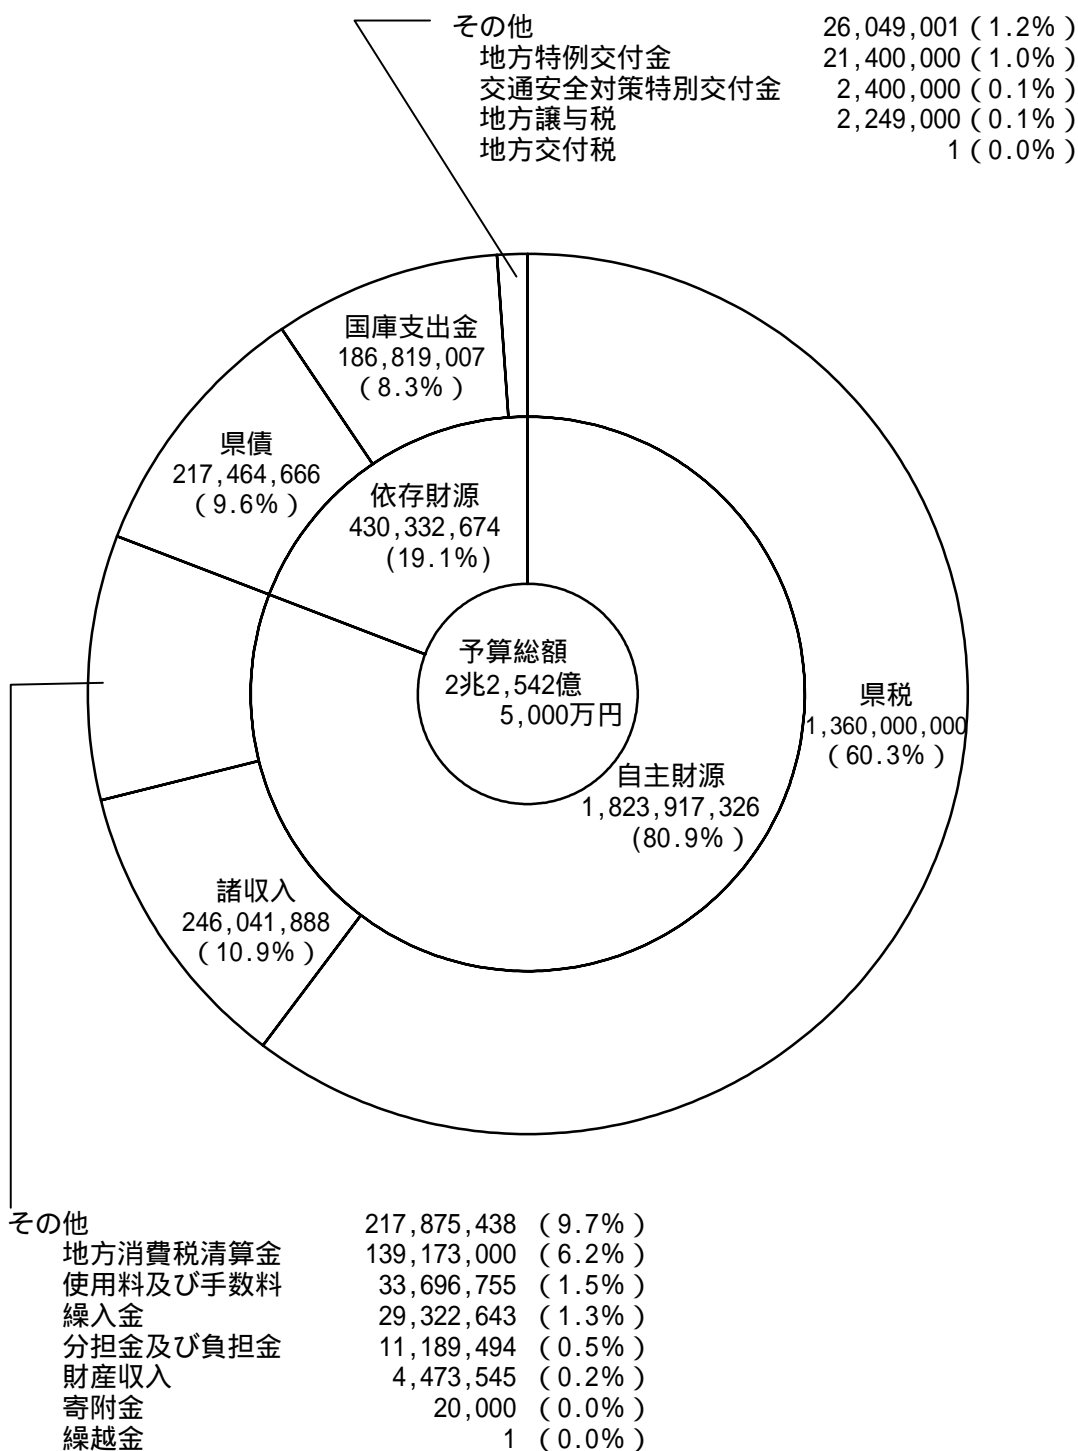 その他 26,049,001（1.2%）
地方特例交付金 21,400,000（1.0%）
交通安全対策特別交付金 2,400,000（0.1%）
地方譲与税 2,249,000（0.1%）
地方交付税 1（0.0%）
国庫支出金
186,819,007
（8.3%）
県債
217,464,666
（9.6%）
依存財源
430,332,674
(19.1%)
予算総額
2兆2,542億
5,000万円
県税
1,360,000,000
（60.3%）
自主財源
1,823,917,326
(80.9%）
諸収入
246,041,888
（10.9%）
その他 217,875,438 （9.7%）
地方消費税清算金 139,173,000 （6.2%）
使用料及び手数料 33,696,755 （1.5%）
繰入金 29,322,643 （1.3%）
分担金及び負担金 11,189,494 （0.5%）
財産収入 4,473,545 （0.2%）
寄附金 20,000 （0.0%）
繰越金 1 （0.0%）